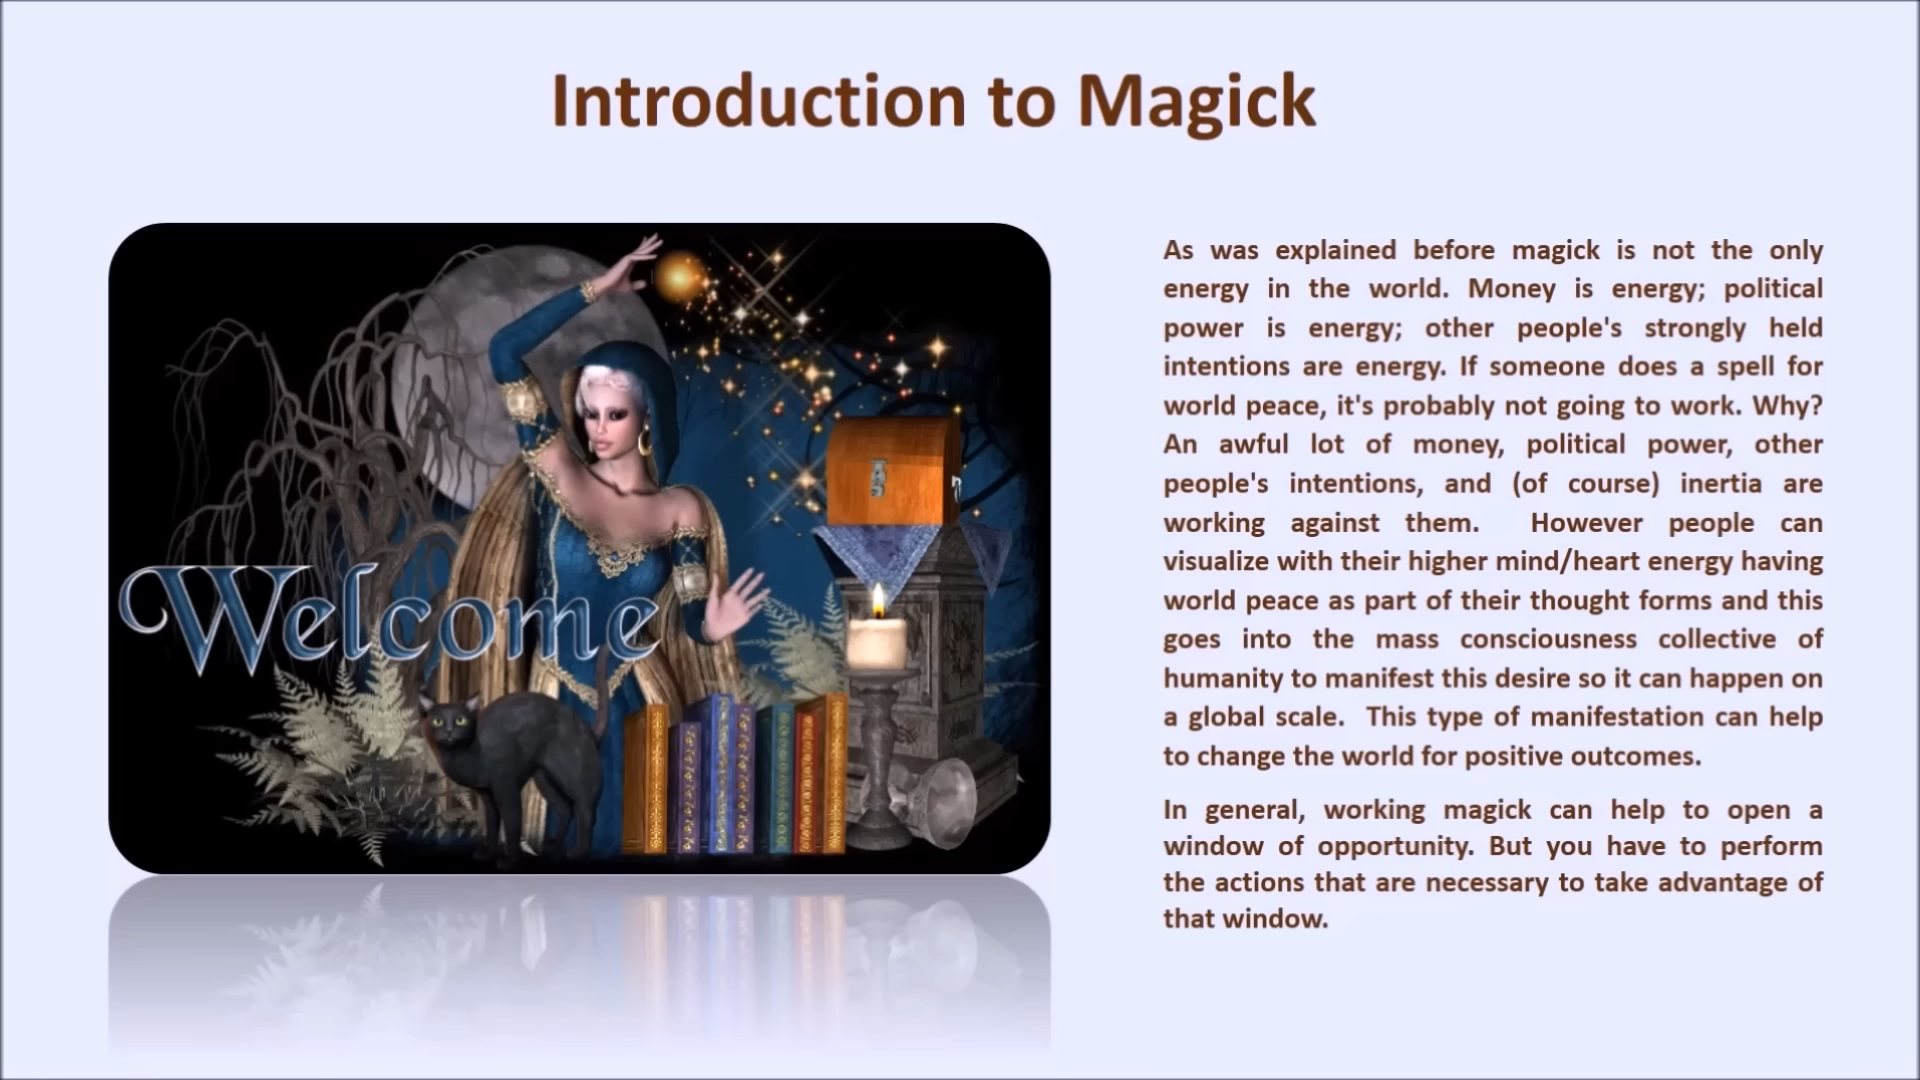 Introduction to Magick
Welcome
As was explained before magick is not the only
energy in the world. Money is energy; political
power is energy; other people's strongly held
intentions are energy. If someone does a spell for
world peace, it's probably not going to work. Why?
An awful lot of money, political power, other
people's intentions, and (of course) inertia are
working against them. However people can
visualize with their higher mind/heart energy having
world peace as part of their thought forms and this
goes into the mass consciousness collective of
humanity to manifest this desire so it can happen on
a global scale. This type of manifestation can help
to change the world for positive outcomes.
In general, working magick can help to open a
window of opportunity. But you have to perform
the actions that are necessary to take advantage of
that window.